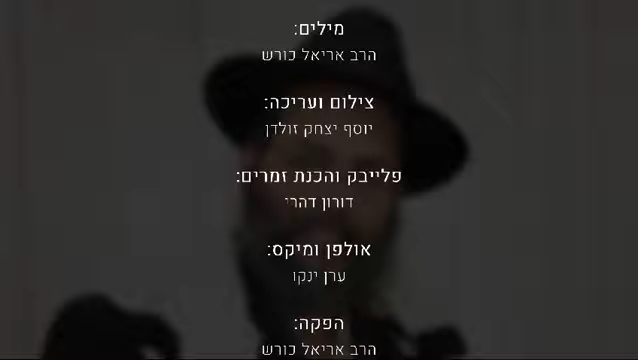 מילים:
הרב אריאל כורש
צילום ועריכה:
יוסף יצחק זולדן
פלייבק והכנת זמרים:
דורון דהרי
אולפן ומיקס:
ערן ינקו
הפקה:
הרב אריאל כורש